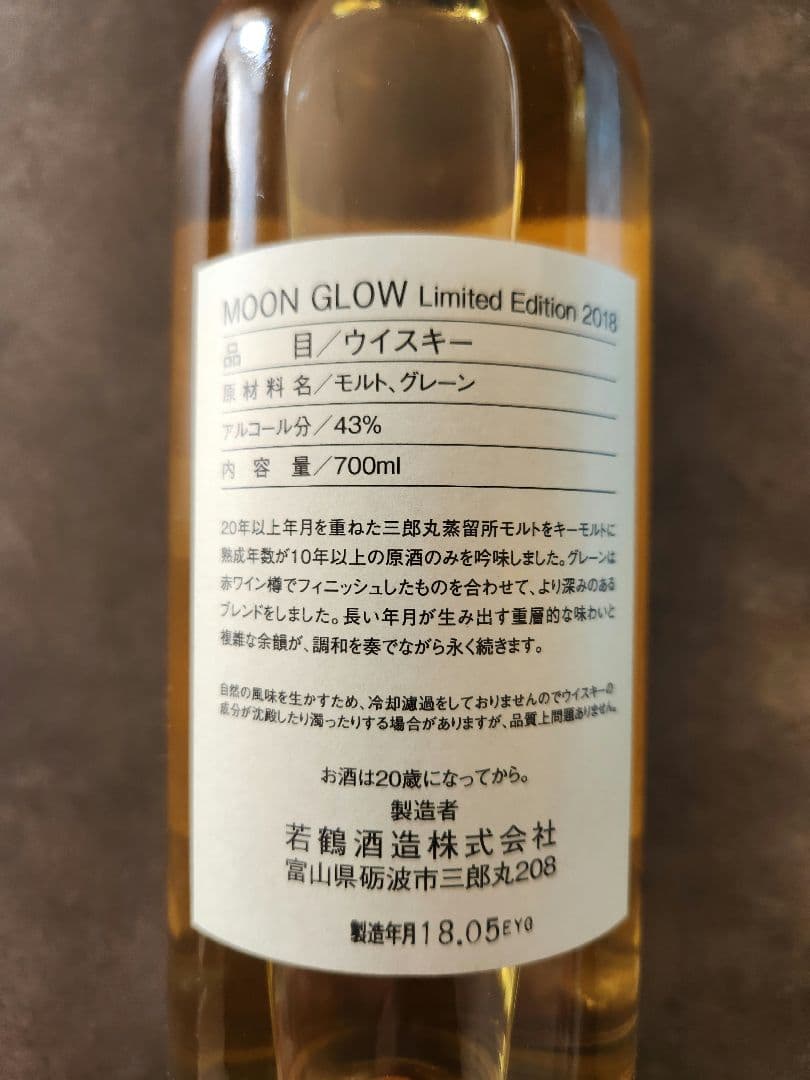 MOON GLOW Limited Edition 2018
品目／ウイスキー
原材料名／モルト、グレーン
アルコール分／43%
内容量／700ml
20年以上年月を重ねた三郎丸蒸留所モルトをキーモルトに
熟成年数が10年以上の原酒のみを吟味しました。グレーンは
赤ワイン樽でフィニッシュしたものを合わせて、より深みのある
ブレンドをしました。長い年月が生み出す重層的な味わいと
複雑な余韻が、調和を奏でながら永く続きます。
自然の風味を生かすため、冷却濾過をしておりませんのでウイスキーの
成分が沈殿したり濁ったりする場合がありますが、品質上問題ありません。
お酒は20歳になってから。
製造者
若鶴酒造株式会社
富山県砺波市三郎丸208
製造年月18.05EYO